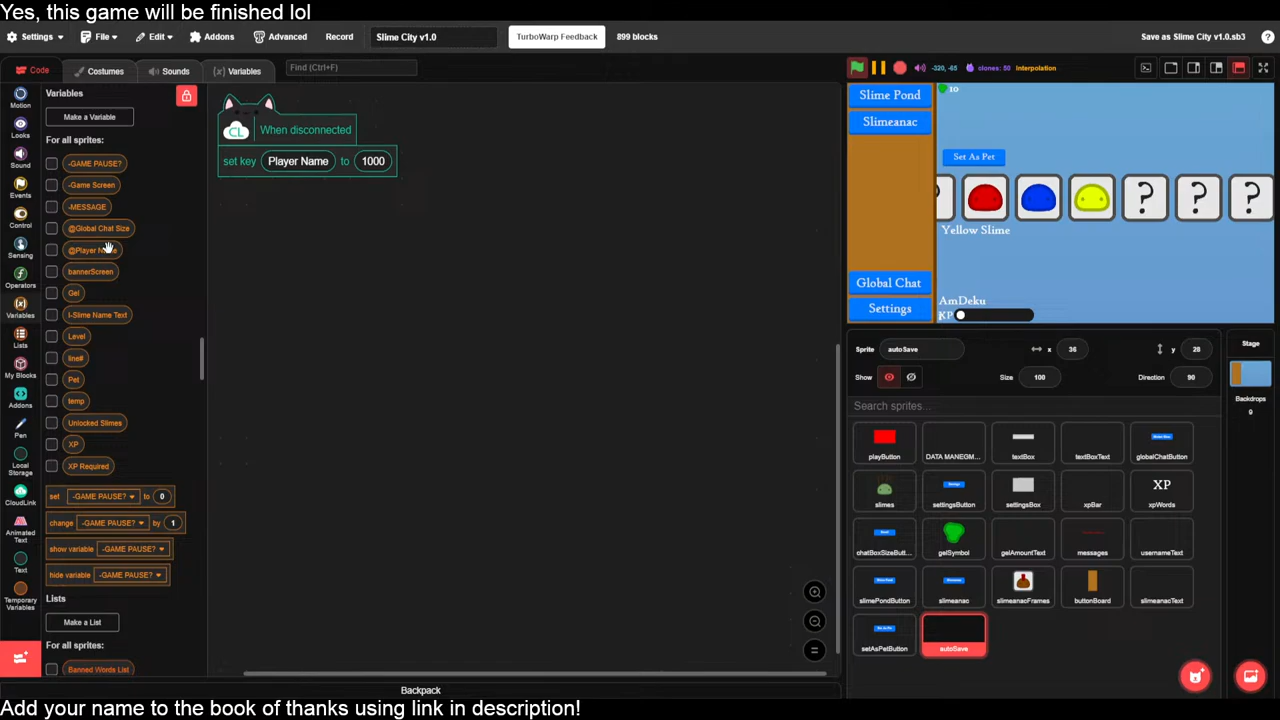 Yes, this game will be finished lol
Settings File Edit Addons Advanced Record Slime City v1.0 TurboWarp Feedback 899 blocks Save as Slime City v1.0.sb3 ?
Code Costumes Sounds Variables Find (Ctrl+F) -320, -65 clones: 50 Interpolation
Motion
Looks
Sound
Events
Control
Sensing
Operators
Variables
Lists
My Blocks
Addons
Pen
Local Storage
CloudLink
Animated Text
Text
Temporary Variables
Variables
Make a Variable
For all sprites:
-GAME PAUSE?
-Game Screen
-MESSAGE
@Global Chat Size
@Player N
bannerScreen
Gel
I-Slime Name Text
Level
line#
Pet
temp
Unlocked Slimes
XP
XP Required
set -GAME PAUSE? to 0
change -GAME PAUSE? by 1
show variable -GAME PAUSE?
hide variable -GAME PAUSE?
Lists
Make a List
For all sprites:
Banned Words List
CL When disconnected
set key Player Name to 1000
Backpack
Slime Pond
Slimeanac
Global Chat
Settings
10
Set As Pet
? ? ?
Yellow Slime
AmDeku
XP
Sprite autoSave x 36 y 28
Show Size 100 Direction 90
Search sprites...
playButton DATA MANEGM... textBox textBoxText globalChatButton
slimes settingsButton settingsBox xpBar XP xpWords
chatBoxSizeButt... gelSymbol gelAmountText messages usernameText
slimePondButton slimeanac slimeanacFrames buttonBoard slimeanacText
setAsPetButton autoSave
Stage
Backdrops
9
Add your name to the book of thanks using link in description!